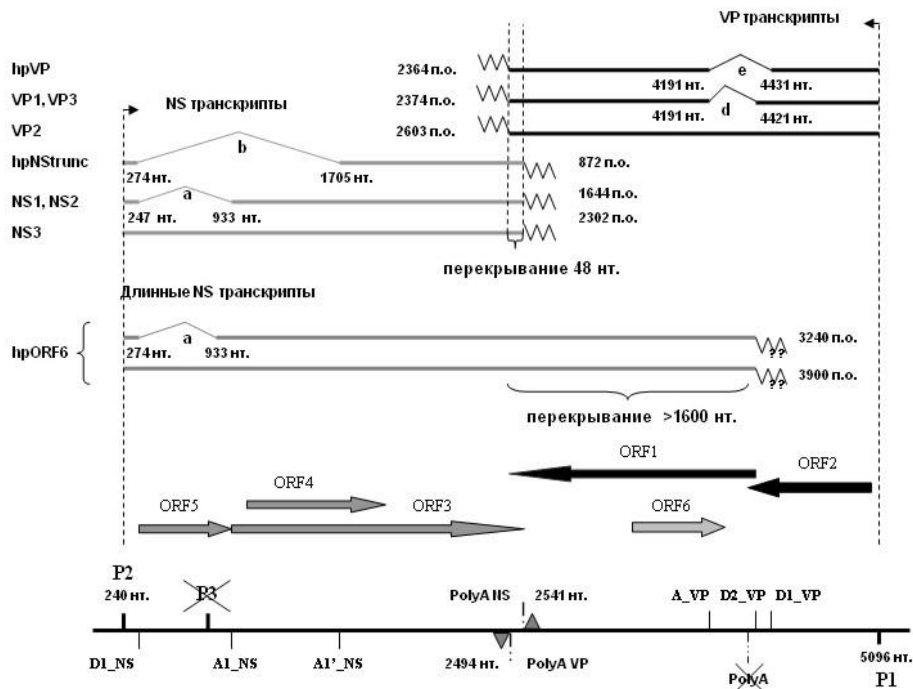 VP транскрипты
hpVP 2364 п.о. e
4191 нт. 4431 нт.
VP1, VP3 2374 п.о. d
NS транскрипты 4191 нт. 4421 нт.
VP2 2603 п.о.
b
hpNStrunc 872 п.о.
274 нт. 1705 нт.
a
NS1, NS2 1644 п.о.
247 нт. 933 нт.
NS3 2302 п.о.
перекрывание 48 нт.
Длинные NS транскрипты
hpORF6 a 3240 п.о.
274 нт. 933 нт. ??
3900 п.о.
??
перекрывание >1600 нт.
ORF1
ORF4 ORF2
ORF5 ORF3 ORF6
P2 P3
240 нт. PolyA NS 2541 нт. A_VP D2_VP D1_VP
D1_NS A1_NS A1’_NS 2494 нт. PolyA VP PolyA 5096 нт.
P1